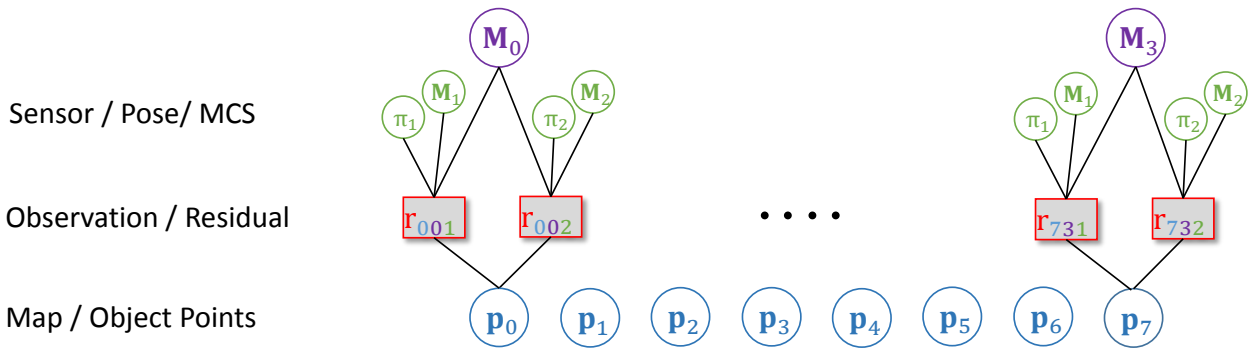 M₀ M₃
M₁ M₂ M₁ M₂
Sensor / Pose/ MCS π₁ π₂ π₁ π₂
Observation / Residual r₀₀₁ r₀₀₂ . . . . r₇₃₁ r₇₃₂
Map / Object Points p₀ p₁ p₂ p₃ p₄ p₅ p₆ p₇